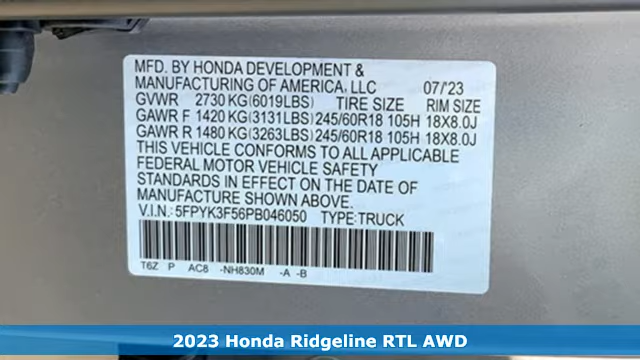 MFD. BY HONDA DEVELOPMENT &
MANUFACTURING OF AMERICA, LLC 07/'23
GVWR 2730 KG(6019LBS) TIRE SIZE RIM SIZE
GAWR F 1420 KG(3131LBS)245/60R18 105H 18X8.0J
GAWR R 1480 KG(3263LBS)245/60R18 105H 18X8.0J
THIS VEHICLE CONFORMS TO ALL APPLICABLE
FEDERAL MOTOR VEHICLE SAFETY
STANDARDS IN EFFECT ON THE DATE OF
MANUFACTURE SHOWN ABOVE.
V.I.N.: 5FPYK3F56PB046050 TYPE:TRUCK
T6Z P AC8 -NH830M -A -B
2023 Honda Ridgeline RTL AWD